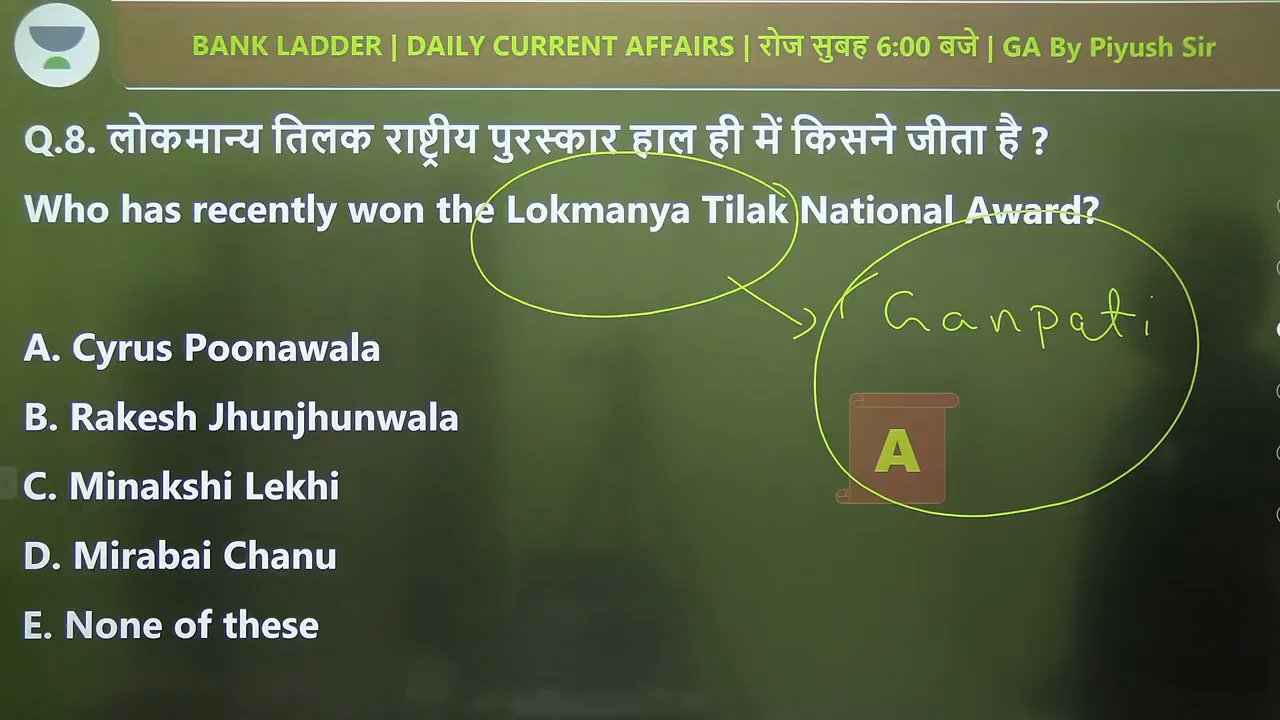 BANK LADDER | DAILY CURRENT AFFAIRS | रोज सुबह 6:00 बजे | GA By Piyush Sir
Q.8. लोकमान्य तिलक राष्ट्रीय पुरस्कार हाल ही में किसने जीता है ?
Who has recently won the Lokmanya Tilak National Award?
Ganpati
A. Cyrus Poonawala
B. Rakesh Jhunjhunwala
A
C. Minakshi Lekhi
D. Mirabai Chanu
E. None of these